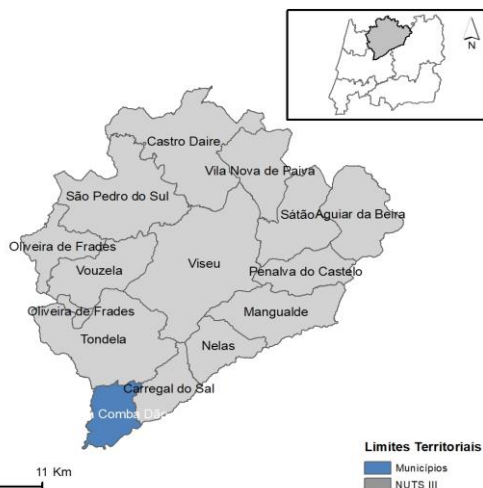 N
Castro Daire
Vila Nova de Paiva
São Pedro do Sul
Sátão
Aguiar da Beira
Oliveira de Frades
Viseu
Vouzela
Penalva do Castelo
Oliveira de Frades
Mangualde
Tondela
Nelas
Carregal do Sal
a Comba Dão
Limites Territoriais
11 Km
Municípios
NUTS III